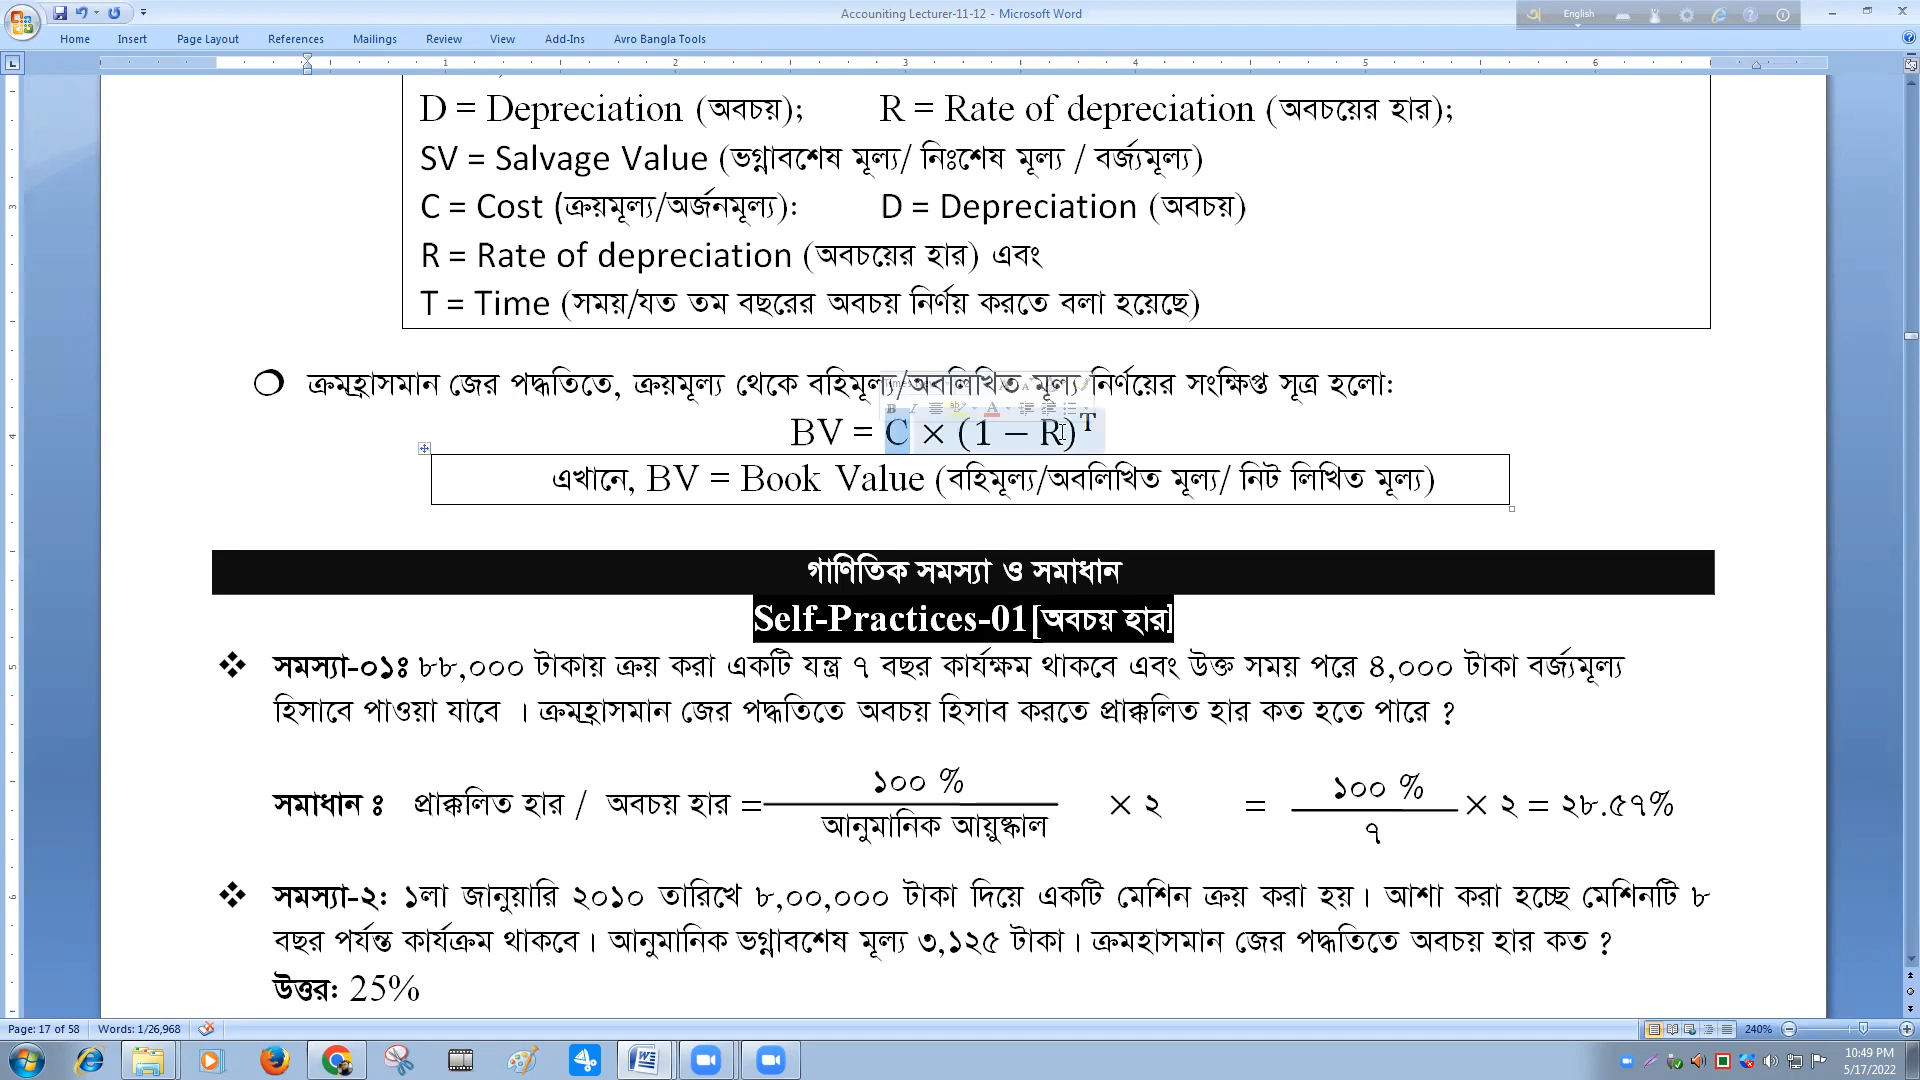 Accouniting Lecturer-11-12 - Microsoft Word
English
Home Insert Page Layout References Mailings Review View Add-Ins Avro Bangla Tools
1 2 3 4 5 6
D = Depreciation (অবচয়); R = Rate of depreciation (অবচয়ের হার);
SV = Salvage Value (ভগ্নাবশেষ মূল্য/ নিঃশেষ মূল্য / বর্জ্যমূল্য)
C = Cost (ক্রয়মূল্য/অর্জনমূল্য): D = Depreciation (অবচয়)
R = Rate of depreciation (অবচয়ের হার) এবং
T = Time (সময়/যত তম বছরের অবচয় নির্ণয় করতে বলা হয়েছে)
ক্রমহ্রাসমান জের পদ্ধতিতে, ক্রয়মূল্য থেকে বহিমূল্য/অবলিখিত মূল্য নির্ণয়ের সংক্ষিপ্ত সূত্র হলো:
BV = C × (1 − R)^T
এখানে, BV = Book Value (বহিমূল্য/অবলিখিত মূল্য/ নিট লিখিত মূল্য)
গাণিতিক সমস্যা ও সমাধান
Self-Practices-01[অবচয় হার]
সমস্যা-০১ঃ ৮৮,০০০ টাকায় ক্রয় করা একটি যন্ত্র ৭ বছর কার্যক্ষম থাকবে এবং উক্ত সময় পরে ৪,০০০ টাকা বর্জ্যমূল্য
হিসাবে পাওয়া যাবে । ক্রমহ্রাসমান জের পদ্ধতিতে অবচয় হিসাব করতে প্রাক্কলিত হার কত হতে পারে ?
১০০ % ১০০ %
সমাধান ঃ প্রাক্কলিত হার / অবচয় হার = × ২ = × ২ = ২৮.৫৭%
আনুমানিক আয়ুষ্কাল ৭
সমস্যা-২: ১লা জানুয়ারি ২০১০ তারিখে ৮,০০,০০০ টাকা দিয়ে একটি মেশিন ক্রয় করা হয়। আশা করা হচ্ছে মেশিনটি ৮
বছর পর্যন্ত কার্যক্রম থাকবে। আনুমানিক ভগ্নাবশেষ মূল্য ৩,১২৫ টাকা। ক্রমহাসমান জের পদ্ধতিতে অবচয় হার কত ?
উত্তর: 25%
Page: 17 of 58 Words: 1/26,968 240%
10:49 PM
5/17/2022